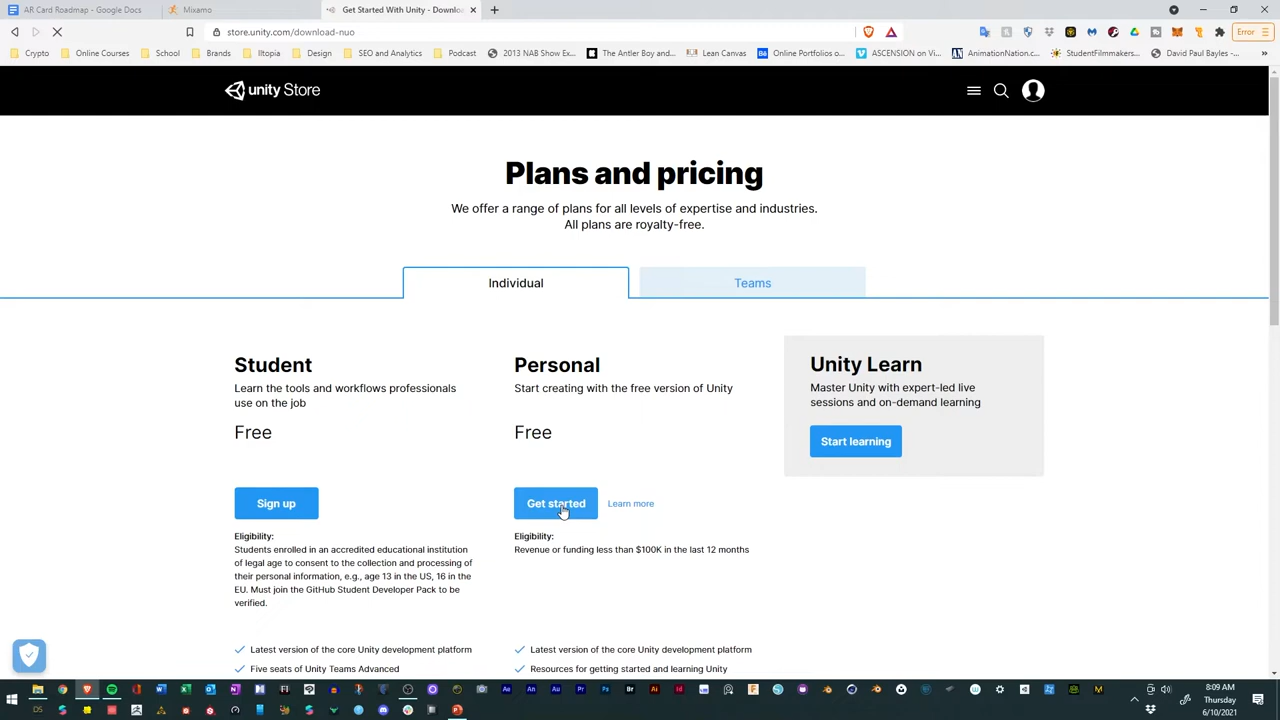 AR Card Roadmap - Google Docs
Mixamo
Get Started With Unity - Downloa
store.unity.com/download-nuo
Error
Crypto
Online Courses
School
Brands
Iltopia
Design
SEO and Analytics
Podcast
2013 NAB Show Ex...
The Antler Boy and...
Lean Canvas
Online Portfolios o...
ASCENSION on Vi...
AnimationNation.c...
StudentFilmmakers...
David Paul Bayles -...
unity Store
Plans and pricing
We offer a range of plans for all levels of expertise and industries.
All plans are royalty-free.
Individual
Teams
Student
Learn the tools and workflows professionals
use on the job
Free
Sign up
Eligibility:
Students enrolled in an accredited educational institution
of legal age to consent to the collection and processing of
their personal information, e.g., age 13 in the US, 16 in the
EU. Must join the GitHub Student Developer Pack to be
verified.
Latest version of the core Unity development platform
Five seats of Unity Teams Advanced
Personal
Start creating with the free version of Unity
Free
Get started
Learn more
Eligibility:
Revenue or funding less than $100K in the last 12 months
Latest version of the core Unity development platform
Resources for getting started and learning Unity
Unity Learn
Master Unity with expert-led live
sessions and on-demand learning
Start learning
8:09 AM
Thursday
6/10/2021